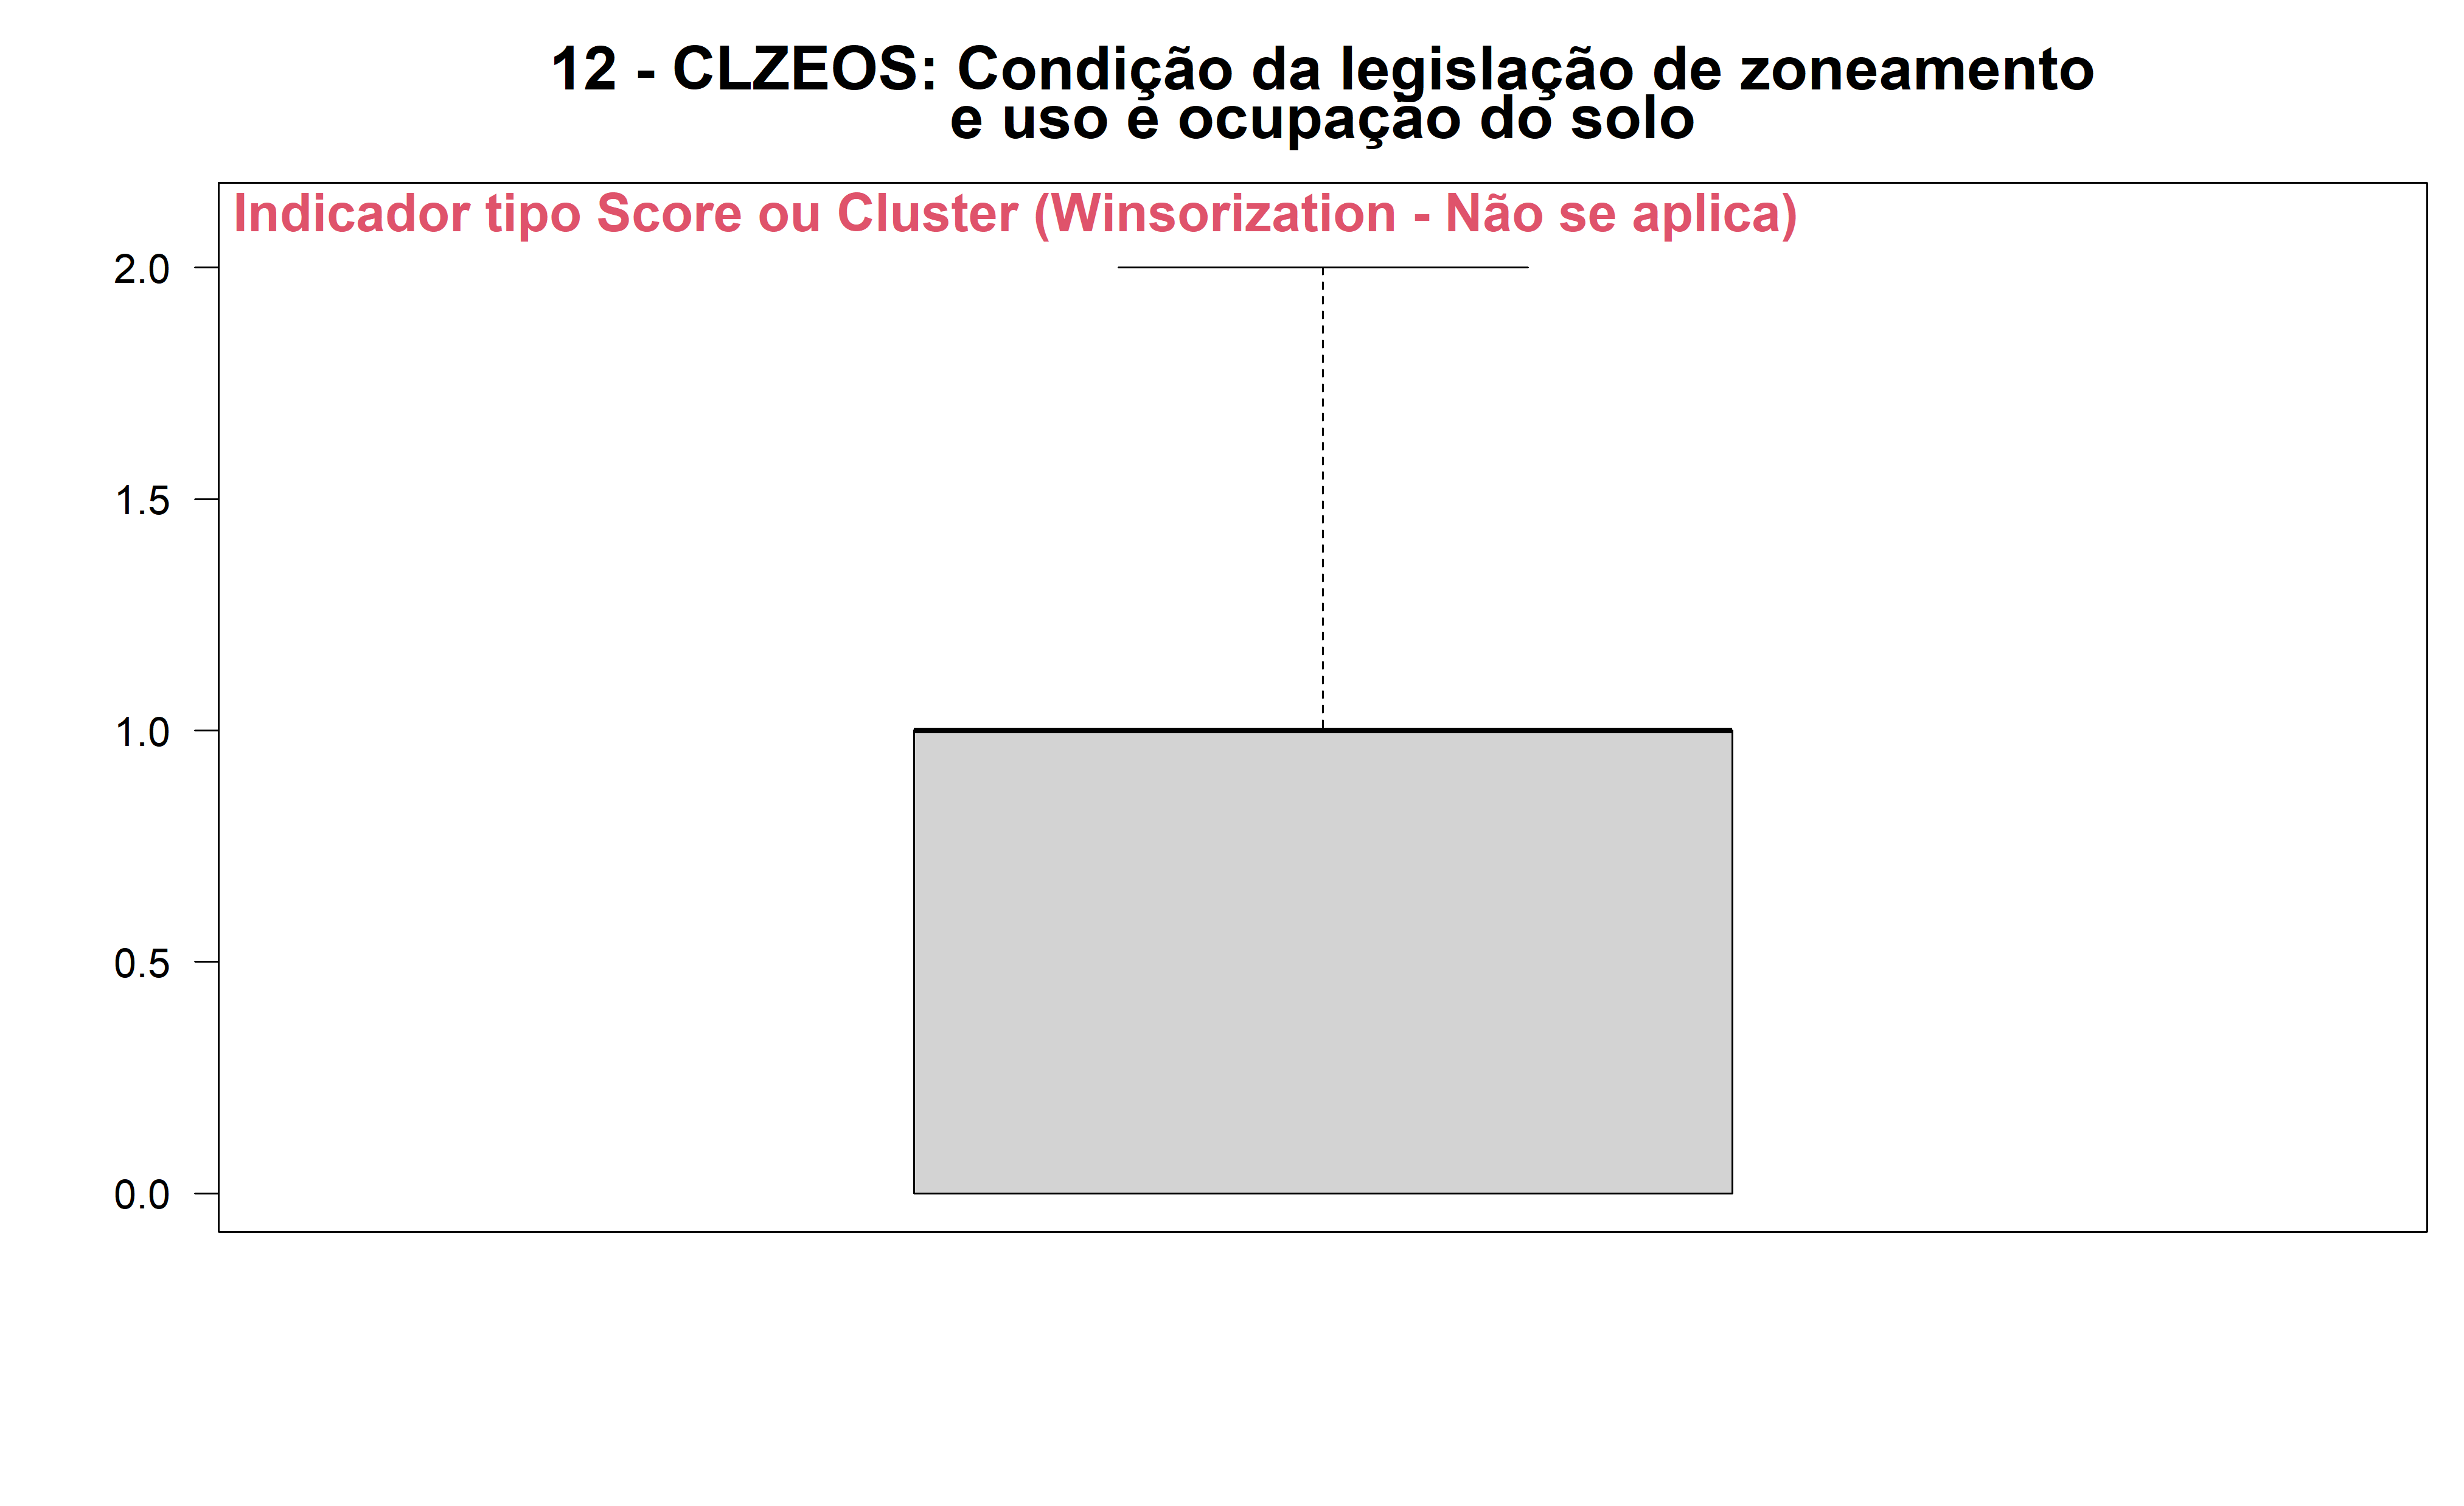 12 - CLZEOS: Condição da legislação de zoneamento
e uso e ocupação do solo
Indicador tipo Score ou Cluster (Winsorization - Não se aplica)
2.0
1.5
1.0
0.5
0.0